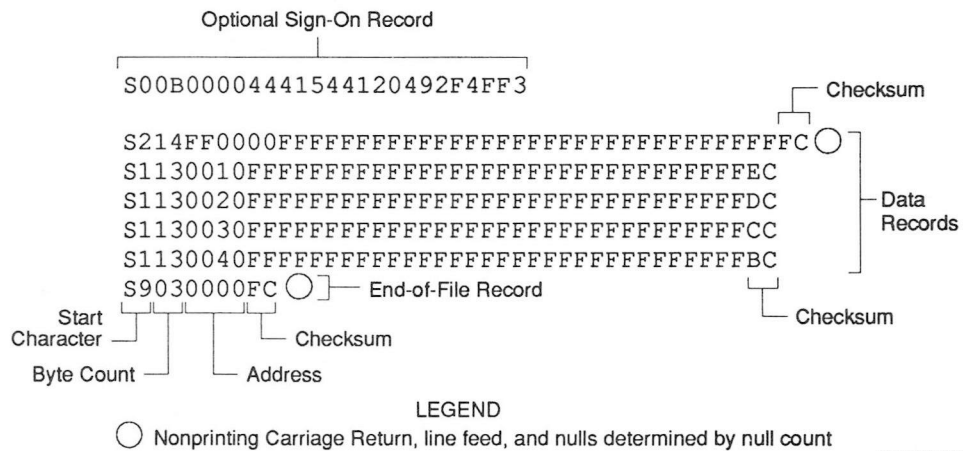 Optional Sign-On Record
S00B00004441544120492F4FF3
Checksum
S214FF0000FFFFFFFFFFFFFFFFFFFFFFFFFFFFFFFFFC
S1130010FFFFFFFFFFFFFFFFFFFFFFFFFFFFFFFFEC
S1130020FFFFFFFFFFFFFFFFFFFFFFFFFFFFFFFFDC
S1130030FFFFFFFFFFFFFFFFFFFFFFFFFFFFFFFFCC
S1130040FFFFFFFFFFFFFFFFFFFFFFFFFFFFFFFFBC
Data
Records
S9030000FC
End-of-File Record
Start
Character
Checksum
Checksum
Byte Count
Address
LEGEND
Nonprinting Carriage Return, line feed, and nulls determined by null count